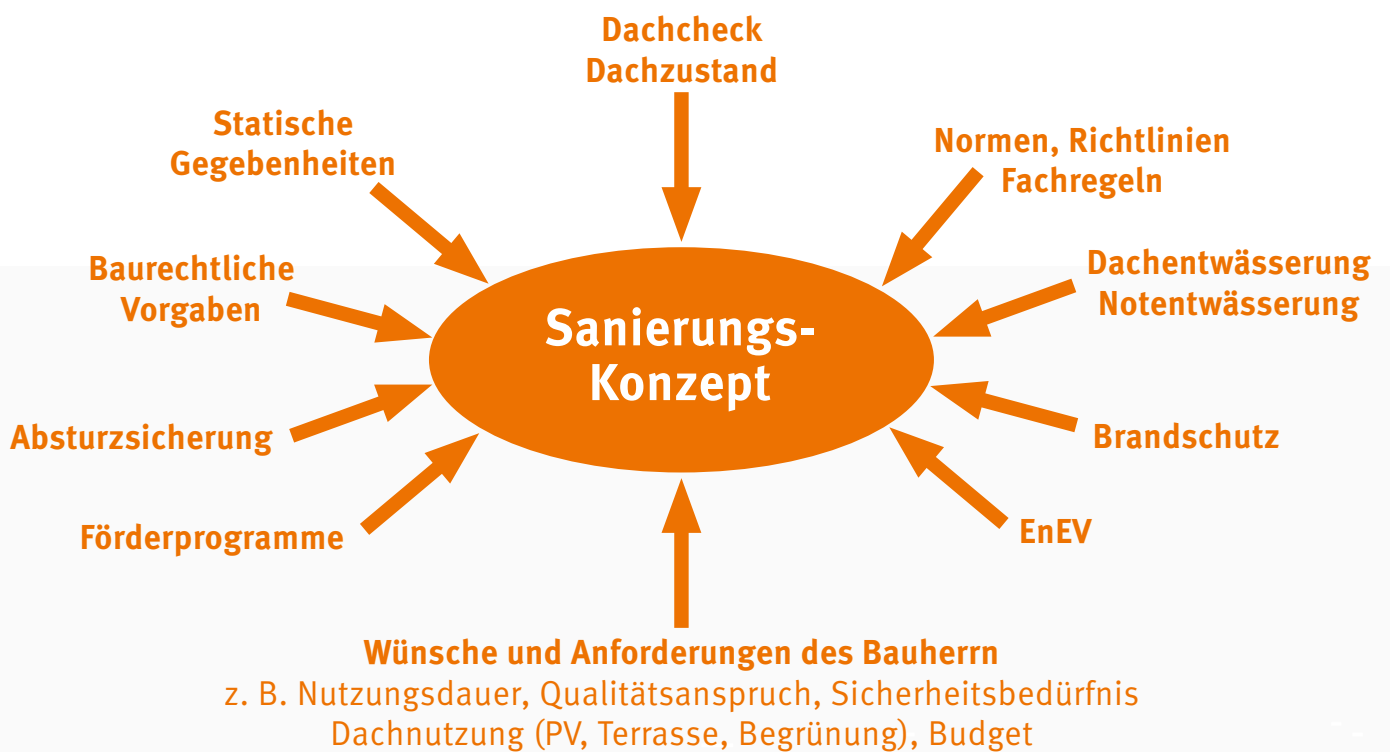 Dachcheck
Dachzustand
Statische
Gegebenheiten
Normen, Richtlinien
Fachregeln
Baurechtliche
Vorgaben
Dachentwässerung
Notentwässerung
Sanierungs-
Konzept
Absturzsicherung
Brandschutz
Förderprogramme
EnEV
Wünsche und Anforderungen des Bauherrn
z. B. Nutzungsdauer, Qualitätsanspruch, Sicherheitsbedürfnis
Dachnutzung (PV, Terrasse, Begrünung), Budget